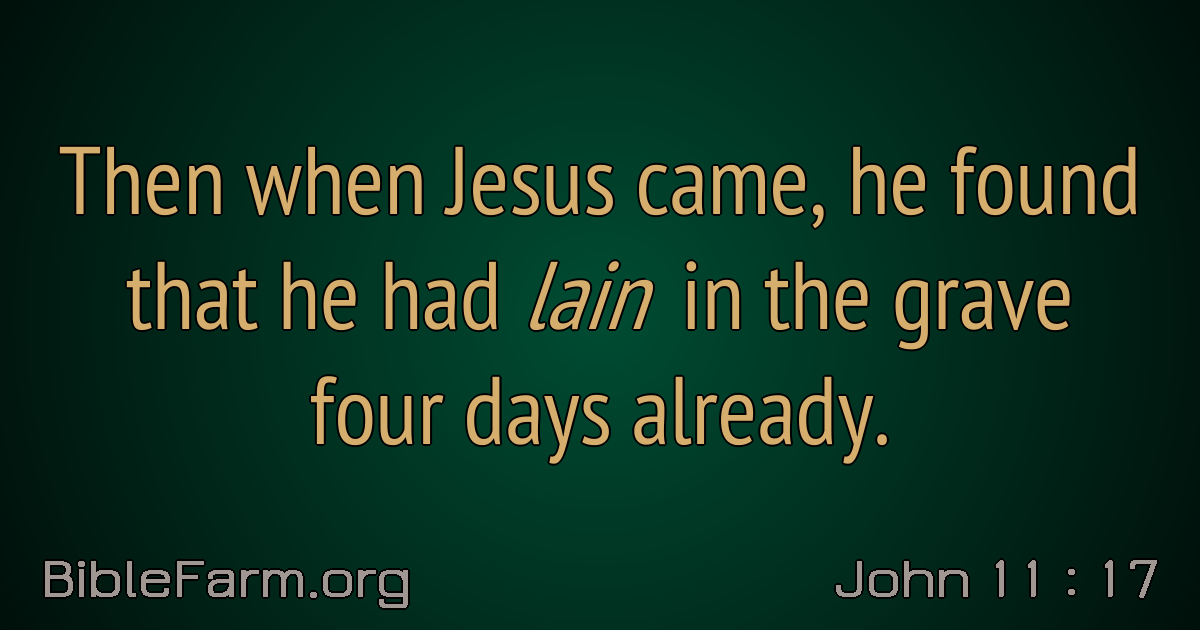 Then when Jesus came, he found
that he had lain in the grave
four days already.
BibleFarm.org
John 11 : 17